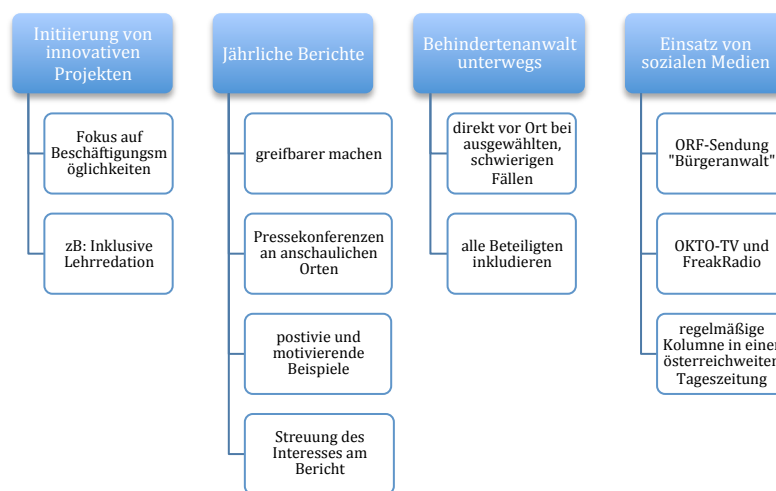 Initiierung von
innovativen
Projekten
Fokus auf
Beschäftigungsm
öglichkeiten
zB: Inklusive
Lehrredation
Jährliche Berichte
greifbarer machen
Pressekonferenzen
an anschaulichen
Orten
postivie und
motivierende
Beispiele
Streuung des
Interesses am
Bericht
Behindertenanwalt
unterwegs
direkt vor Ort bei
ausgewählten,
schwierigen
Fällen
alle Beteiligten
inkludieren
Einsatz von
sozialen Medien
ORF-Sendung
"Bürgeranwalt"
OKTO-TV und
FreakRadio
regelmäßige
Kolumne in einer
österreichweiten
Tageszeitung